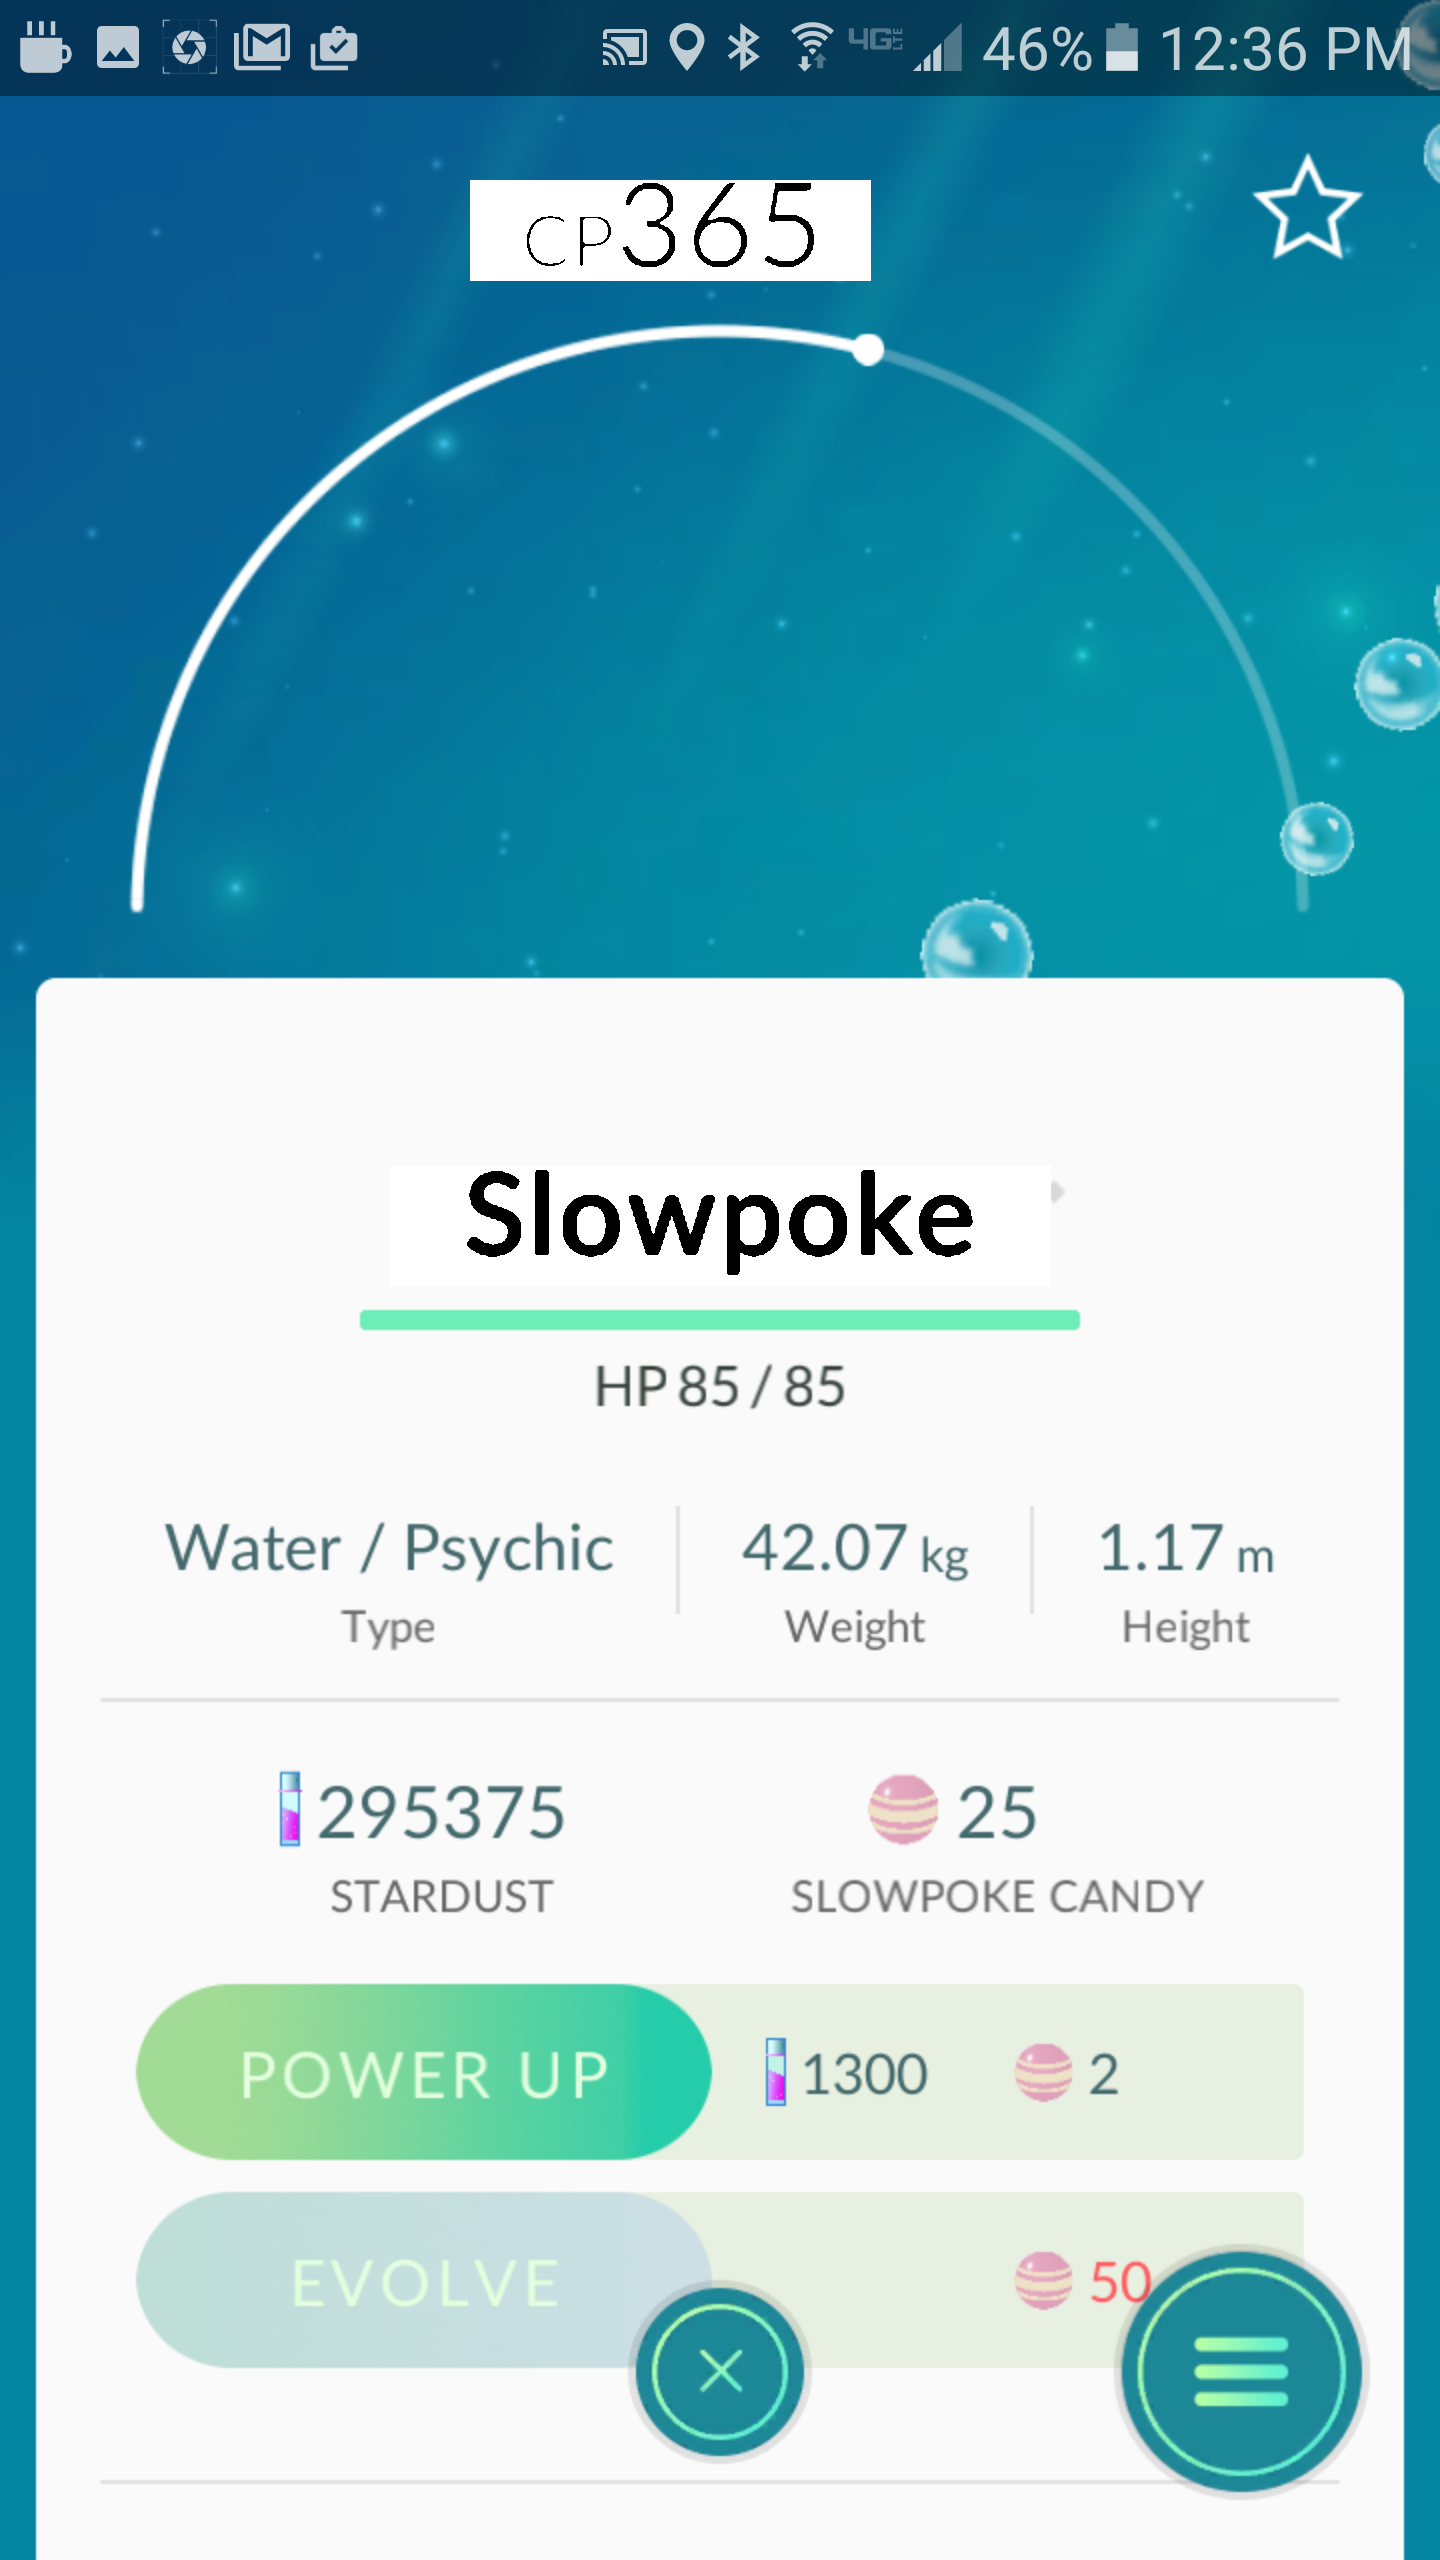 4G LTE 46% 12:36 PM
CP365
Slowpoke
HP 85 / 85
Water / Psychic 42.07 kg 1.17 m
Type Weight Height
295375 25
STARDUST SLOWPOKE CANDY
POWER UP 1300 2
EVOLVE 50